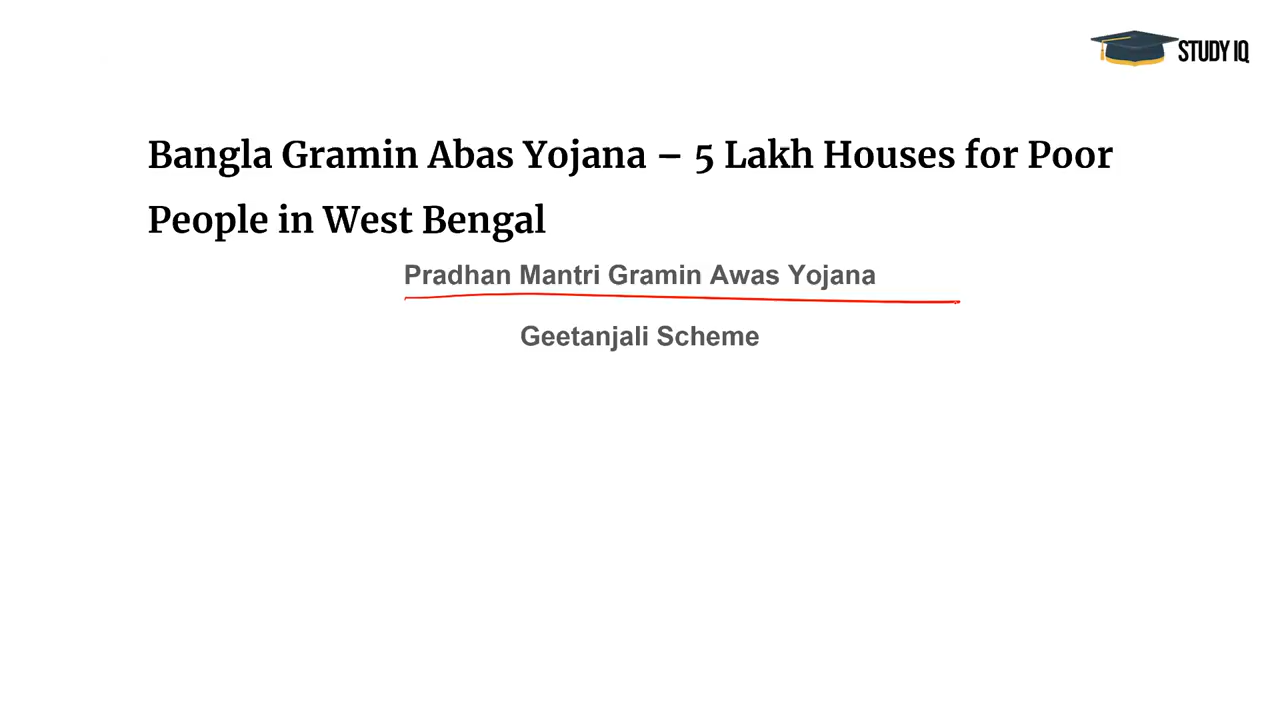 STUDY IQ
Bangla Gramin Abas Yojana – 5 Lakh Houses for Poor
People in West Bengal
Pradhan Mantri Gramin Awas Yojana
Geetanjali Scheme